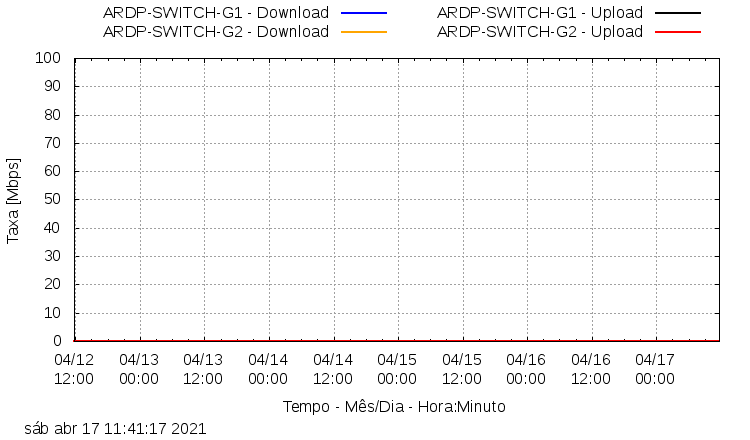 ARDP-SWITCH-G1 - Download
ARDP-SWITCH-G1 - Upload
ARDP-SWITCH-G2 - Download
ARDP-SWITCH-G2 - Upload
100
90
80
70
60
50
40
30
20
10
0
Taxa [Mbps]
04/12 04/13 04/13 04/14 04/14 04/15 04/15 04/16 04/16 04/17
12:00 00:00 12:00 00:00 12:00 00:00 12:00 00:00 12:00 00:00
Tempo - Mês/Dia - Hora:Minuto
sáb abr 17 11:41:17 2021